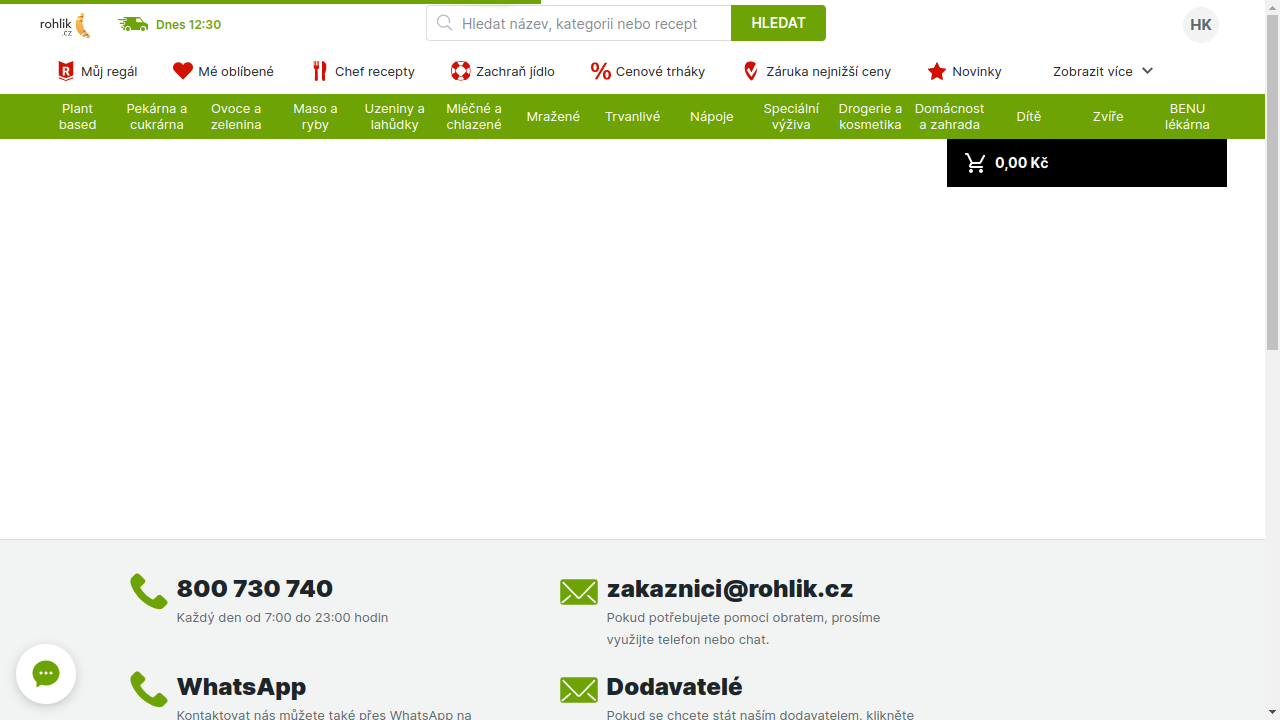 rohlik
.cz
Dnes 12:30
Hledat název, kategorii nebo recept
HLEDAT
HK
Můj regál
Mé oblíbené
Chef recepty
Zachraň jídlo
Cenové trháky
Záruka nejnižší ceny
Novinky
Zobrazit více
Plant
based
Pekárna a
cukrárna
Ovoce a
zelenina
Maso a
ryby
Uzeniny a
lahůdky
Mléčné a
chlazené
Mražené
Trvanlivé
Nápoje
Speciální
výživa
Drogerie a
kosmetika
Domácnost
a zahrada
Dítě
Zvíře
BENU
lékárna
0,00 Kč
800 730 740
Každý den od 7:00 do 23:00 hodin
zakaznici@rohlik.cz
Pokud potřebujete pomoci obratem, prosíme
využijte telefon nebo chat.
WhatsApp
Kontaktovat nás můžete také přes WhatsApp na
Dodavatelé
Pokud se chcete stát naším dodavatelem, klikněte